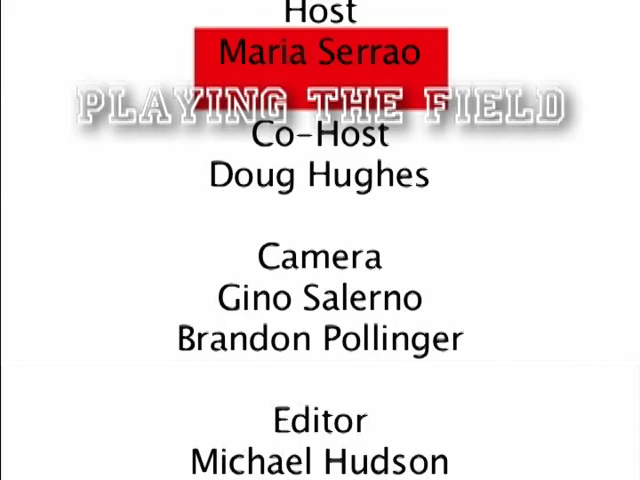 Host
Maria Serrao
PLAYING THE FIELD
Co-Host
Doug Hughes
Camera
Gino Salerno
Brandon Pollinger
Editor
Michael Hudson